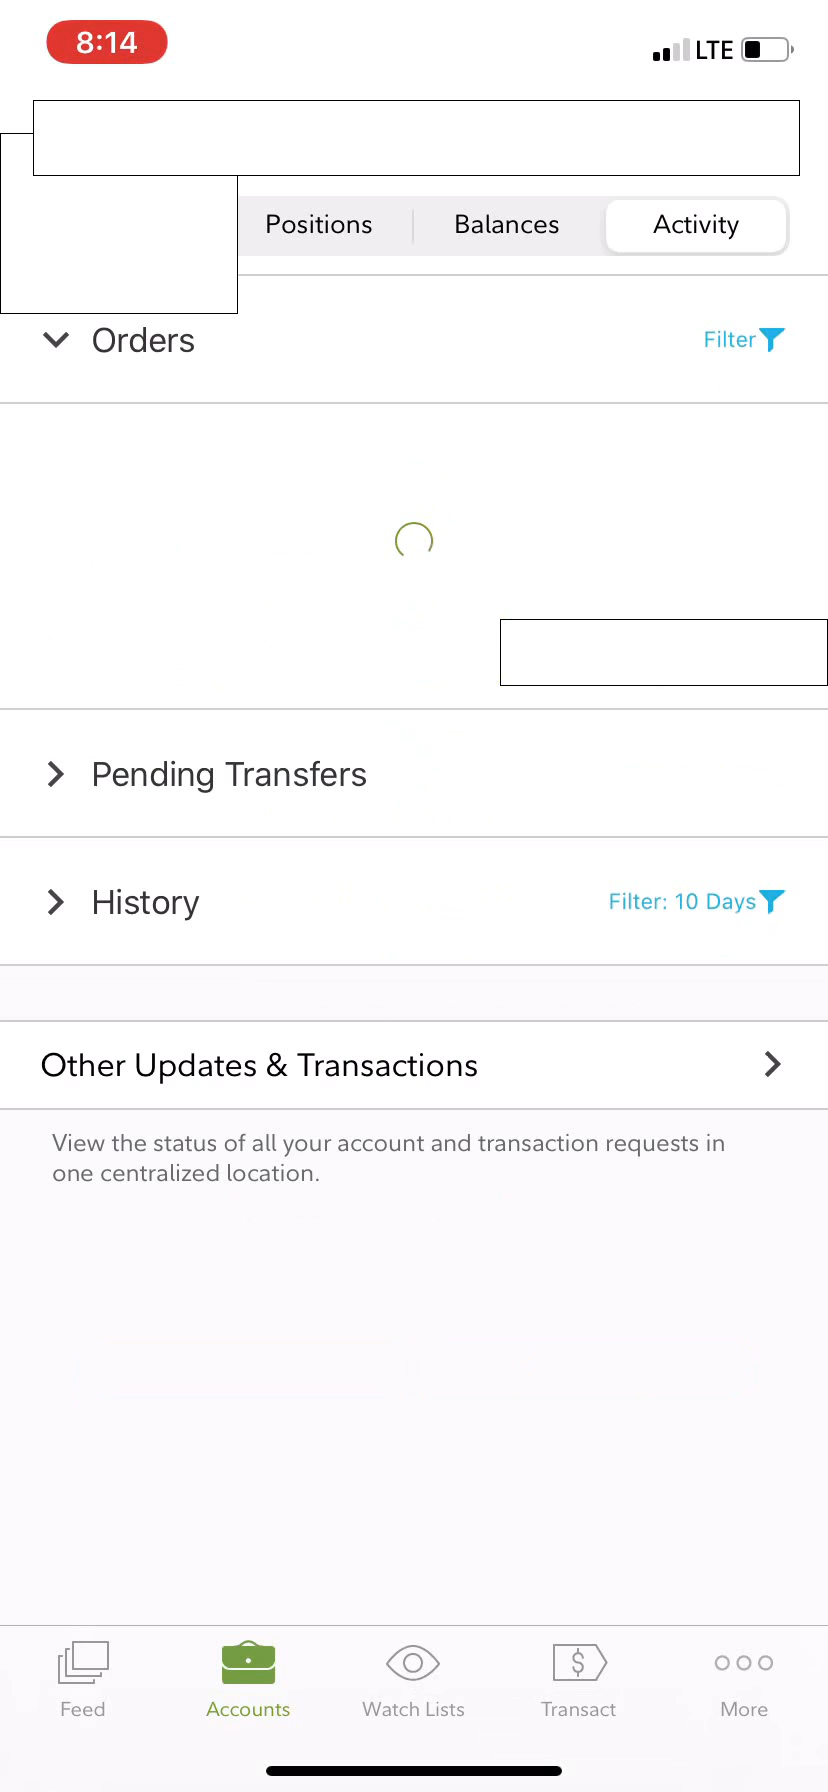 8:14
LTE
Positions
Balances
Activity
Orders
Filter
Pending Transfers
History
Filter: 10 Days
Other Updates & Transactions
View the status of all your account and transaction requests in
one centralized location.
Feed
Accounts
Watch Lists
Transact
More